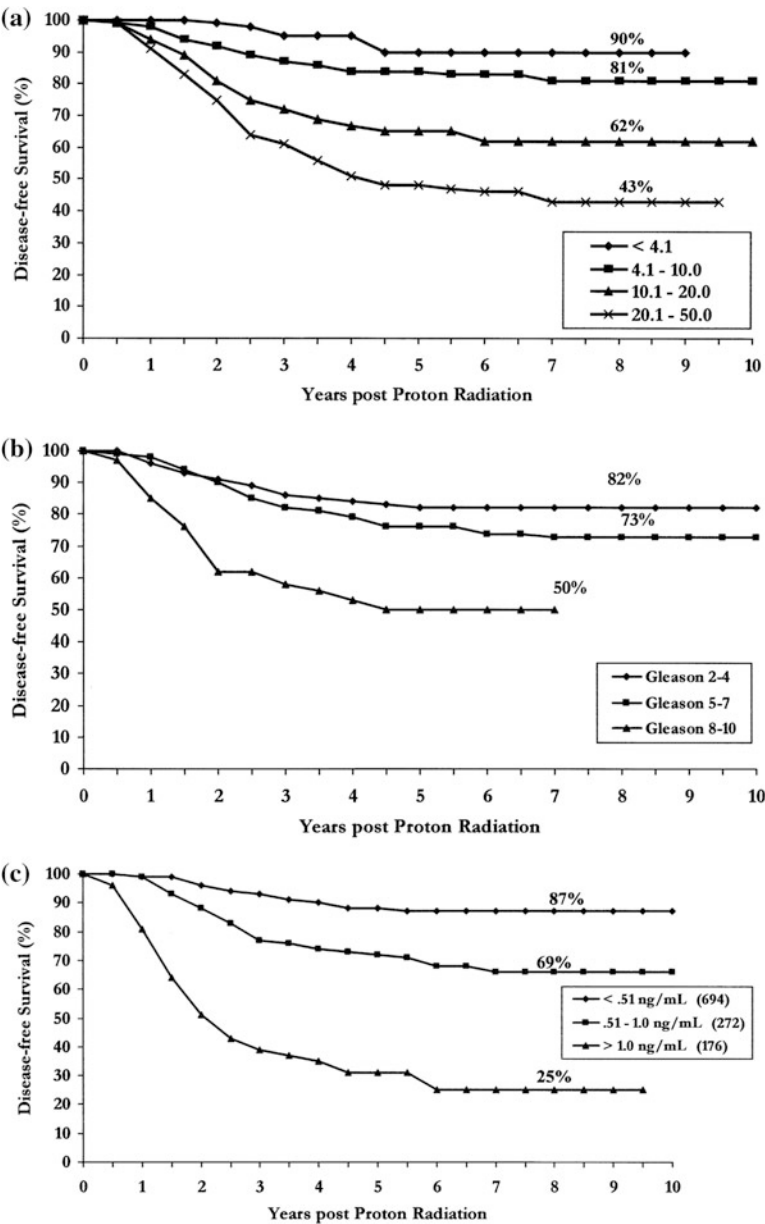 (a)
Disease-free Survival (%)
100
90
80
70
60
50
40
30
20
10
0
90%
81%
62%
43%
< 4.1
4.1 - 10.0
10.1 - 20.0
20.1 - 50.0
0 1 2 3 4 5 6 7 8 9 10
Years post Proton Radiation
(b)
Disease-free Survival (%)
100
90
80
70
60
50
40
30
20
10
0
82%
73%
50%
Gleason 2-4
Gleason 5-7
Gleason 8-10
0 1 2 3 4 5 6 7 8 9 10
Years post Proton Radiation
(c)
Disease-free Survival (%)
100
90
80
70
60
50
40
30
20
10
0
87%
69%
25%
< .51 ng/mL (694)
.51 - 1.0 ng/mL (272)
> 1.0 ng/mL (176)
0 1 2 3 4 5 6 7 8 9 10
Years post Proton Radiation